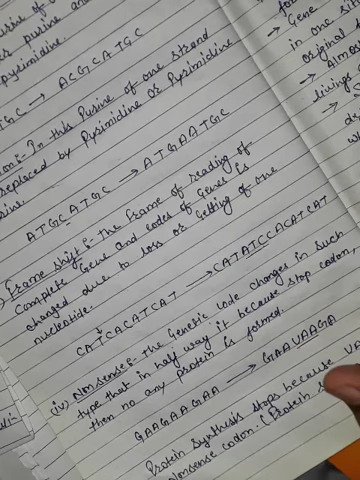 purine and
pyrimidine.
TGC → ACGCATGC
In this Purine of one strand
replaced by Pyrimidine or Pyrimidine
ATGCATGC → ATGAATGC
Frame shift :- The Frame of reading of
complete Gene and codes of Genes is
changed due to loss or Getting of one
nucleotide.
CATCACATCAT → CATATCCACATCAT
(iv) Nonsense :- The Genetic code changes in such
type that in half way it because stop codon,
then no any protein is formed.
GAAGAAGAA → GAAUAAGA
Protein Synthesis stops because
Nonsense codon. (Protein
→ Gene
in one
original
→
living